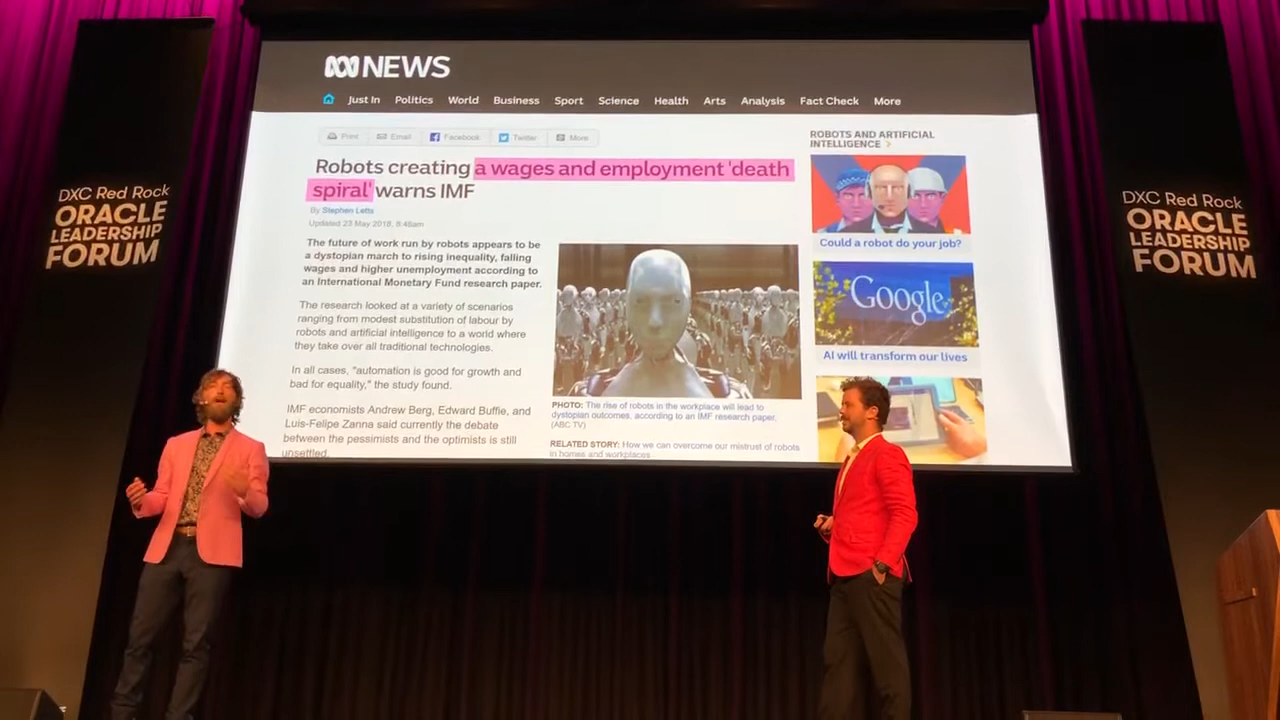 ABC NEWS
Just In Politics World Business Sport Science Health Arts Analysis Fact Check More
Print Email Facebook Twitter More
Robots creating a wages and employment 'death
spiral' warns IMF
By Stephen Letts
Updated 23 May 2018, 8:48am
The future of work run by robots appears to be
a dystopian march to rising inequality, falling
wages and higher unemployment according to
an International Monetary Fund research paper.
The research looked at a variety of scenarios
ranging from modest substitution of labour by
robots and artificial intelligence to a world where
they take over all traditional technologies.
In all cases, "automation is good for growth and
bad for equality," the study found.
IMF economists Andrew Berg, Edward Buffie, and
Luis-Felipe Zanna said currently the debate
between the pessimists and the optimists is still
unsettled.
PHOTO: The rise of robots in the workplace will lead to
dystopian outcomes, according to an IMF research paper.
(ABC TV)
RELATED STORY: How we can overcome our mistrust of robots
in homes and workplaces
ROBOTS AND ARTIFICIAL
INTELLIGENCE >
Could a robot do your job?
Google
AI will transform our lives
DXC Red Rock
ORACLE
LEADERSHIP
FORUM
DXC Red Rock
ORACLE
LEADERSHIP
FORUM